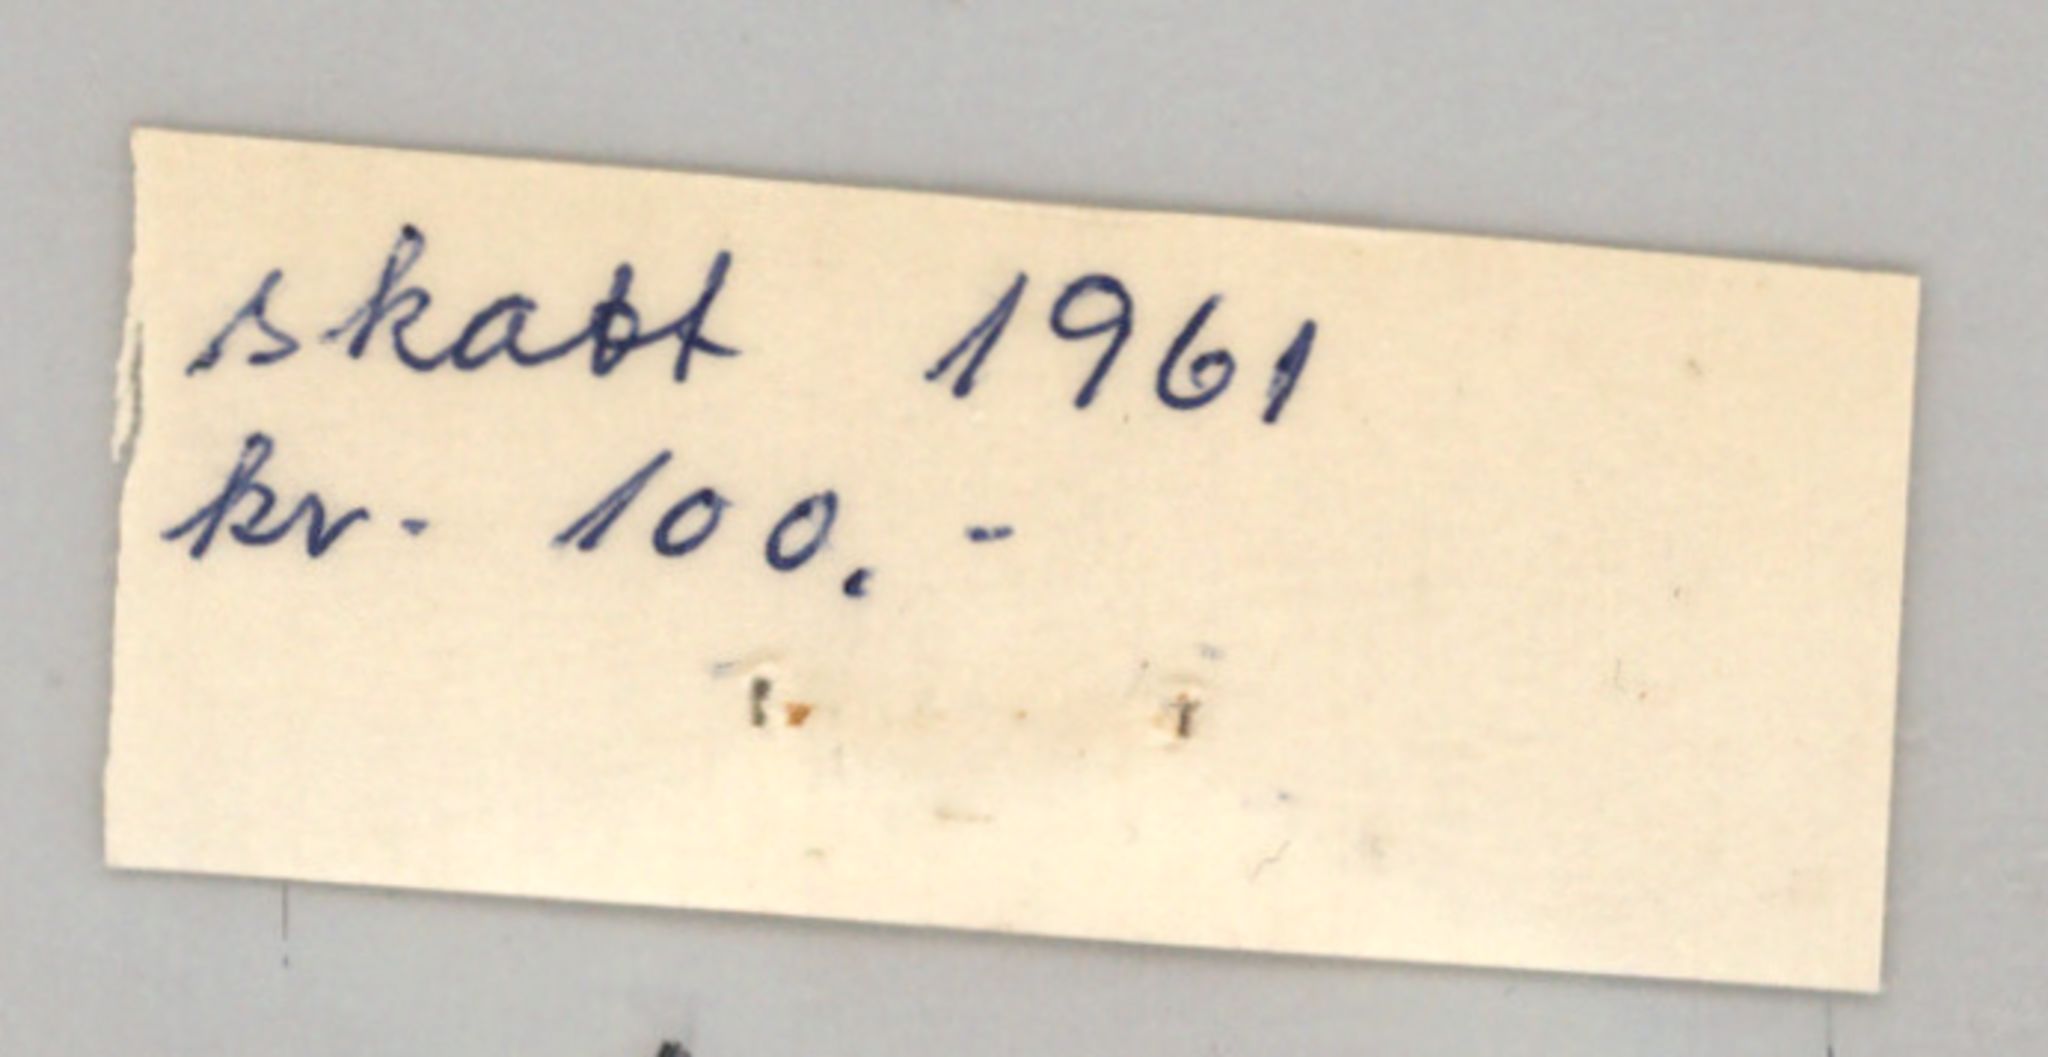 skatt 1961
kr. 100.-